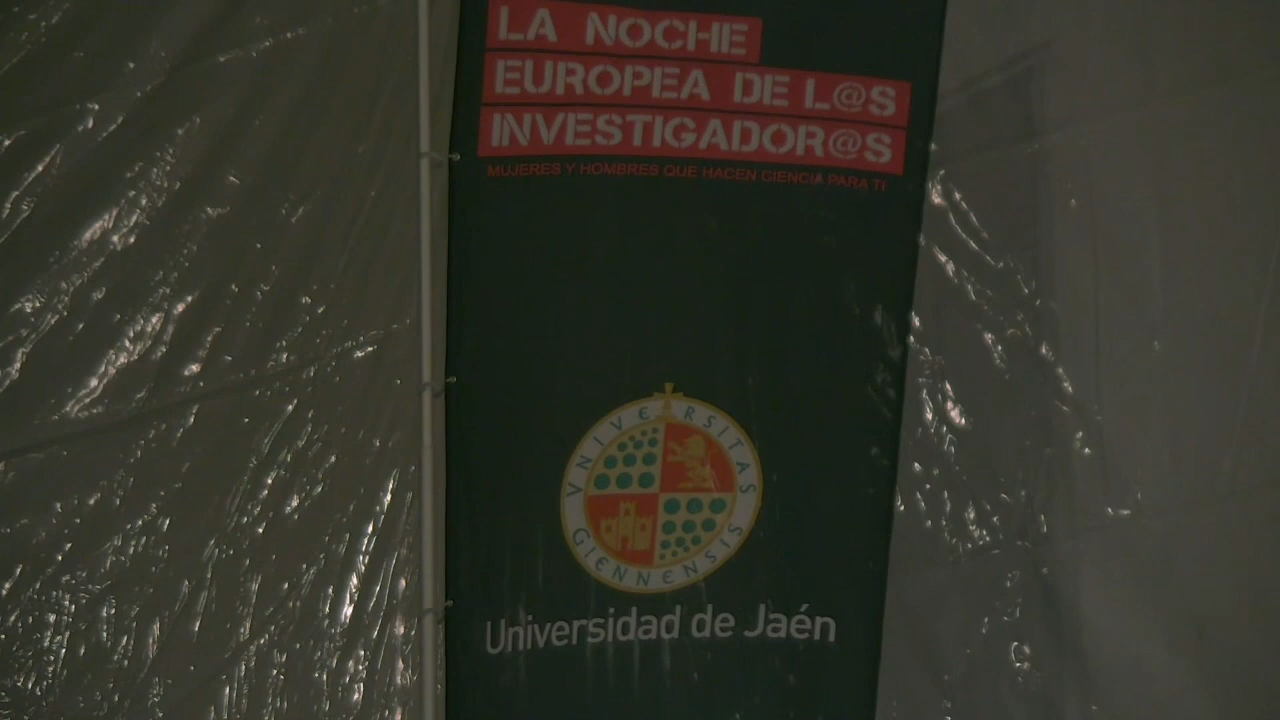 LA NOCHE
EUROPEA DE L@S
INVESTIGADOR@S
MUJERES Y HOMBRES QUE HACEN CIENCIA PARA TI
VNIVERSITAS
GIENNENSIS
Universidad de Jaén